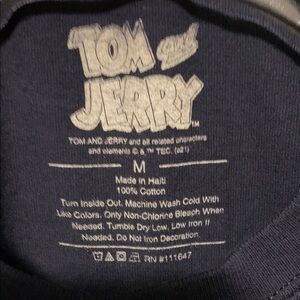 TOM and
JERRY™
TOM AND JERRY and all related characters
and elements © & ™ TEC. (s21)
M
Made in Haiti
100% Cotton
Turn Inside Out. Machine Wash Cold With
Like Colors. Only Non-Chlorine Bleach When
Needed. Tumble Dry Low. Low Iron If
Needed. Do Not Iron Decoration.
RN #111647